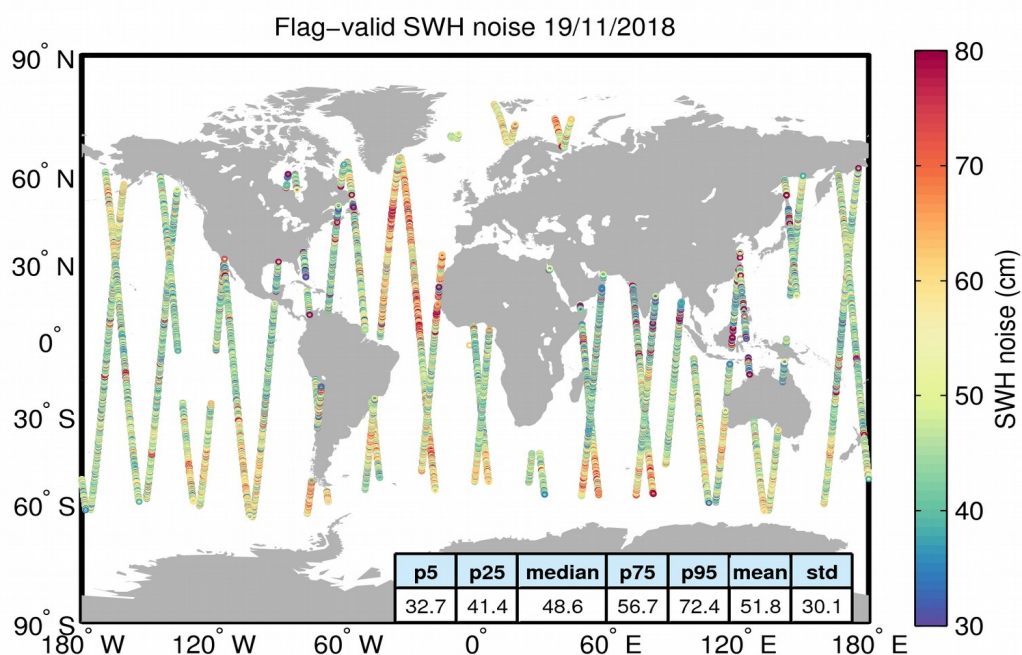 Flag−valid SWH noise 19/11/2018
90° N
60° N
30° N
0°
30° S
60° S
90° S
180° W
120° W
60° W
0°
60° E
120° E
180° E
80
70
60
50
40
30
SWH noise (cm)
p5 p25 median p75 p95 mean std
32.7 41.4 48.6 56.7 72.4 51.8 30.1